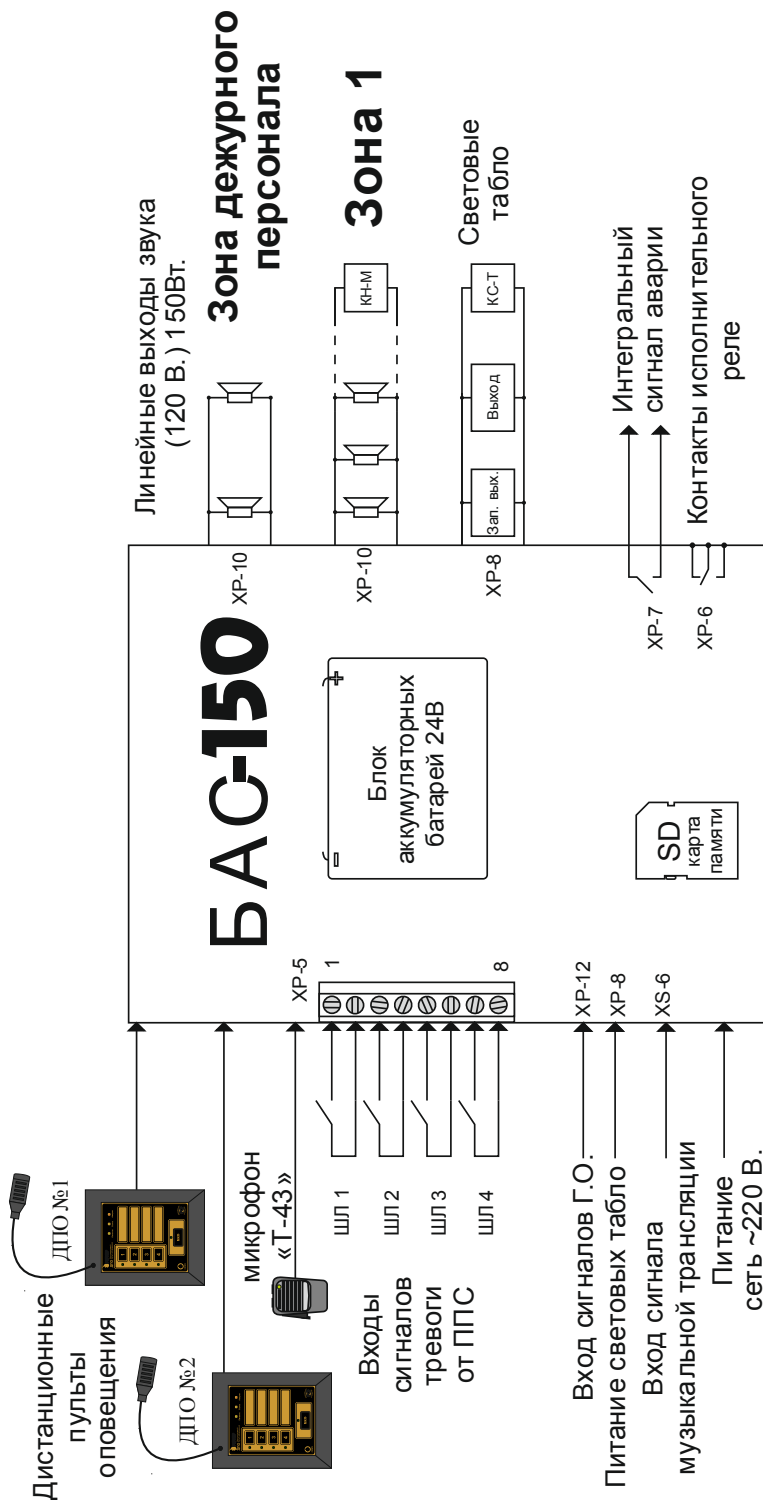 Дистанционные
пульты
оповещения
ДПО №1
ДПО №2
микрофон
«Т-43»
Входы
сигналов
тревоги
от ППС
ШЛ 1
ШЛ 2
ШЛ 3
ШЛ 4
Вход сигналов Г.О.
Питание световых табло
Вход сигнала
музыкальной трансляции
Питание
сеть ~220 В.
БАС-150
XP-5
1
8
XP-12
XP-8
XS-6
Блок
аккумуляторных
батарей 24В
SD
карта
памяти
XP-10
XP-10
XP-8
XP-7
XP-6
Линейные выходы звука
(120 В.) 150Вт.
Зона дежурного
персонала
КН-М
Зона 1
Зап. вых.
Выход
КС-Т
Световые
табло
Интегральный
сигнал аварии
Контакты исполнительного
реле